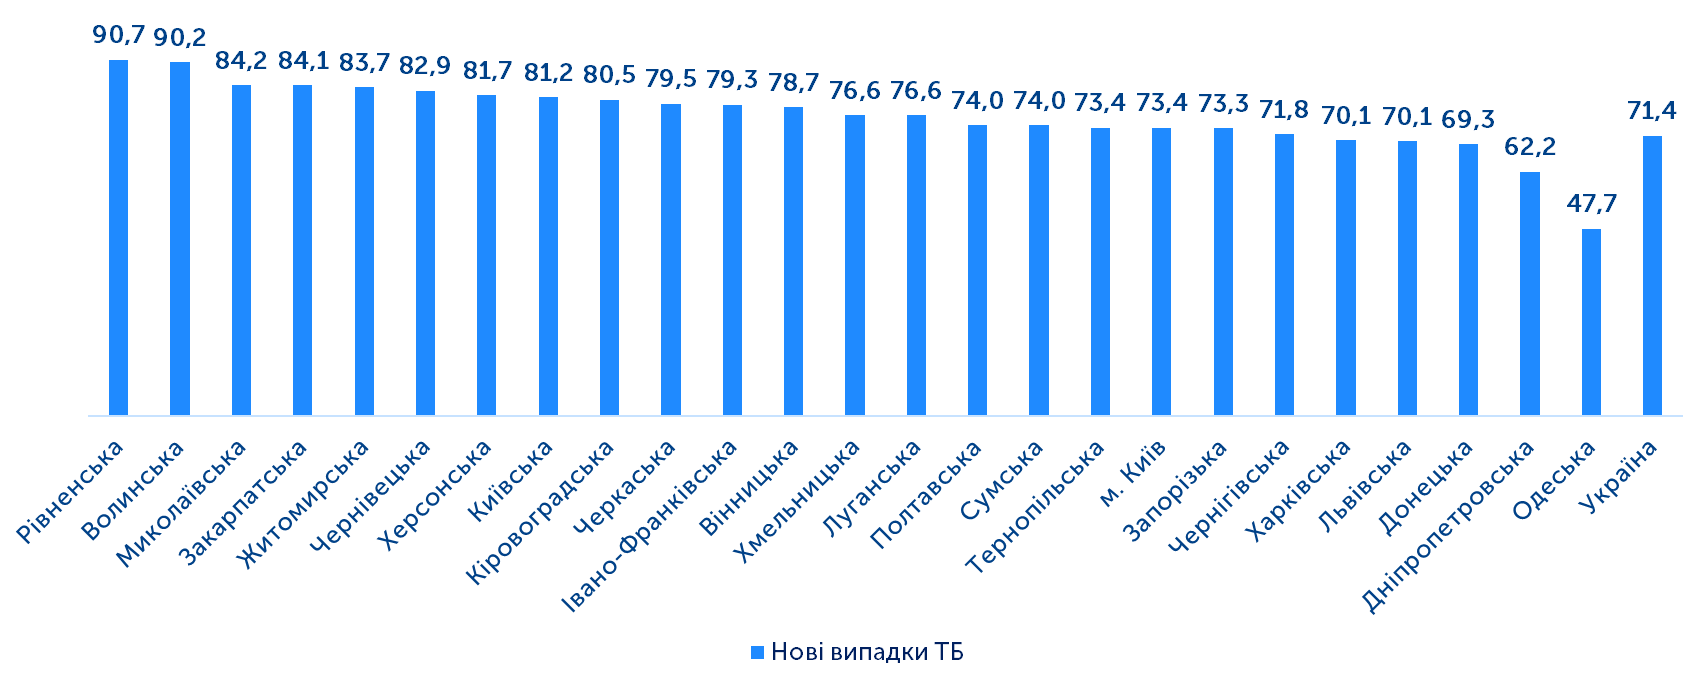 90,7 90,2 84,2 84,1 83,7 82,9 81,7 81,2 80,5 79,5 79,3 78,7 76,6 76,6 74,0 74,0 73,4 73,4 73,3 71,8 70,1 70,1 69,3 62,2 47,7 71,4
Рівненська
Волинська
Миколаївська
Закарпатська
Житомирська
Чернівецька
Херсонська
Київська
Кіровоградська
Черкаська
Івано-Франківська
Вінницька
Хмельницька
Луганська
Полтавська
Сумська
Тернопільська
м. Київ
Запорізька
Чернігівська
Харківська
Львівська
Донецька
Дніпропетровська
Одеська
Україна
Нові випадки ТБ